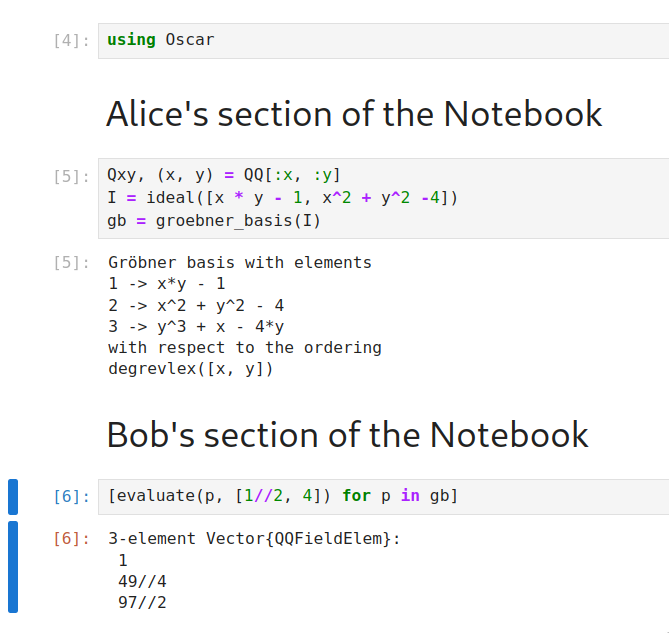 [4]: using Oscar
Alice's section of the Notebook
[5]: Qxy, (x, y) = QQ[:x, :y]
I = ideal([x * y - 1, x^2 + y^2 -4])
gb = groebner_basis(I)
[5]: Gröbner basis with elements
1 -> x*y - 1
2 -> x^2 + y^2 - 4
3 -> y^3 + x - 4*y
with respect to the ordering
degrevlex([x, y])
Bob's section of the Notebook
[6]: [evaluate(p, [1//2, 4]) for p in gb]
[6]: 3-element Vector{QQFieldElem}:
1
49//4
97//2